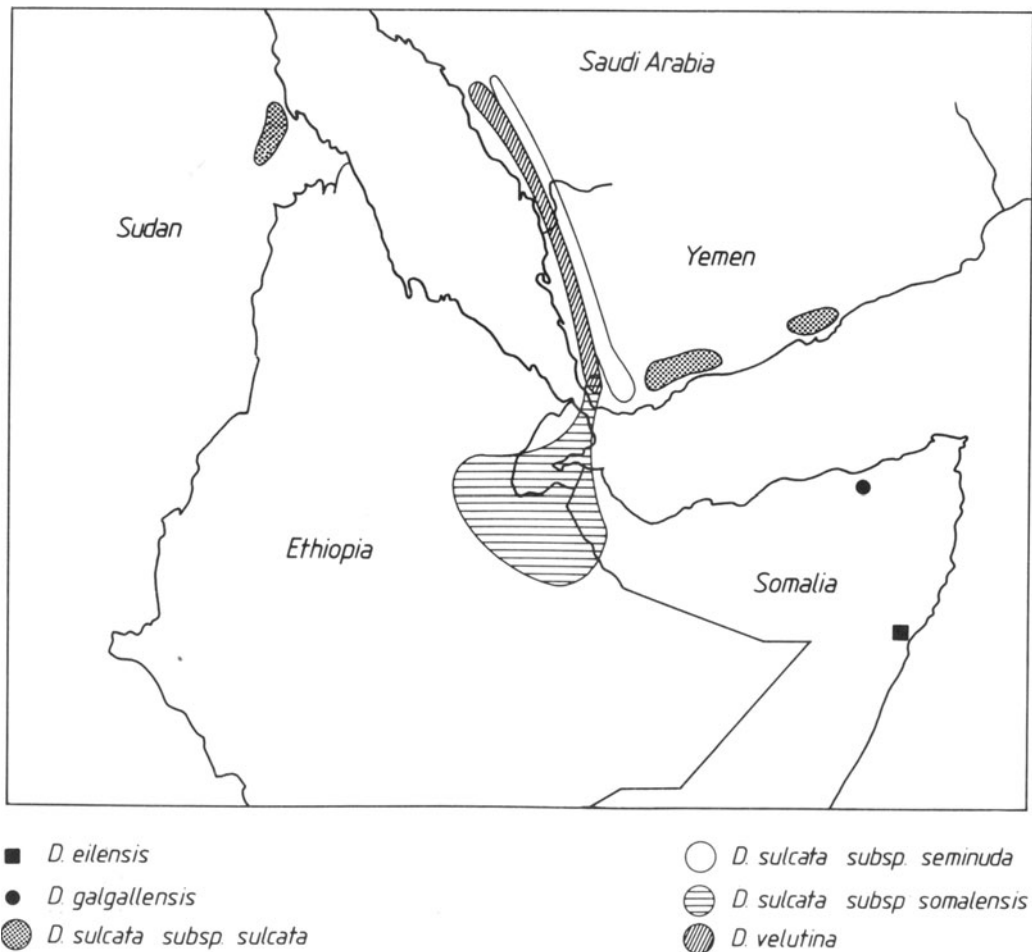 Saudi Arabia
Sudan
Yemen
Ethiopia
Somalia
D. eilensis
D. galgallensis
D. sulcata subsp. sulcata
D. sulcata subsp. seminuda
D. sulcata subsp somalensis
D. velutina